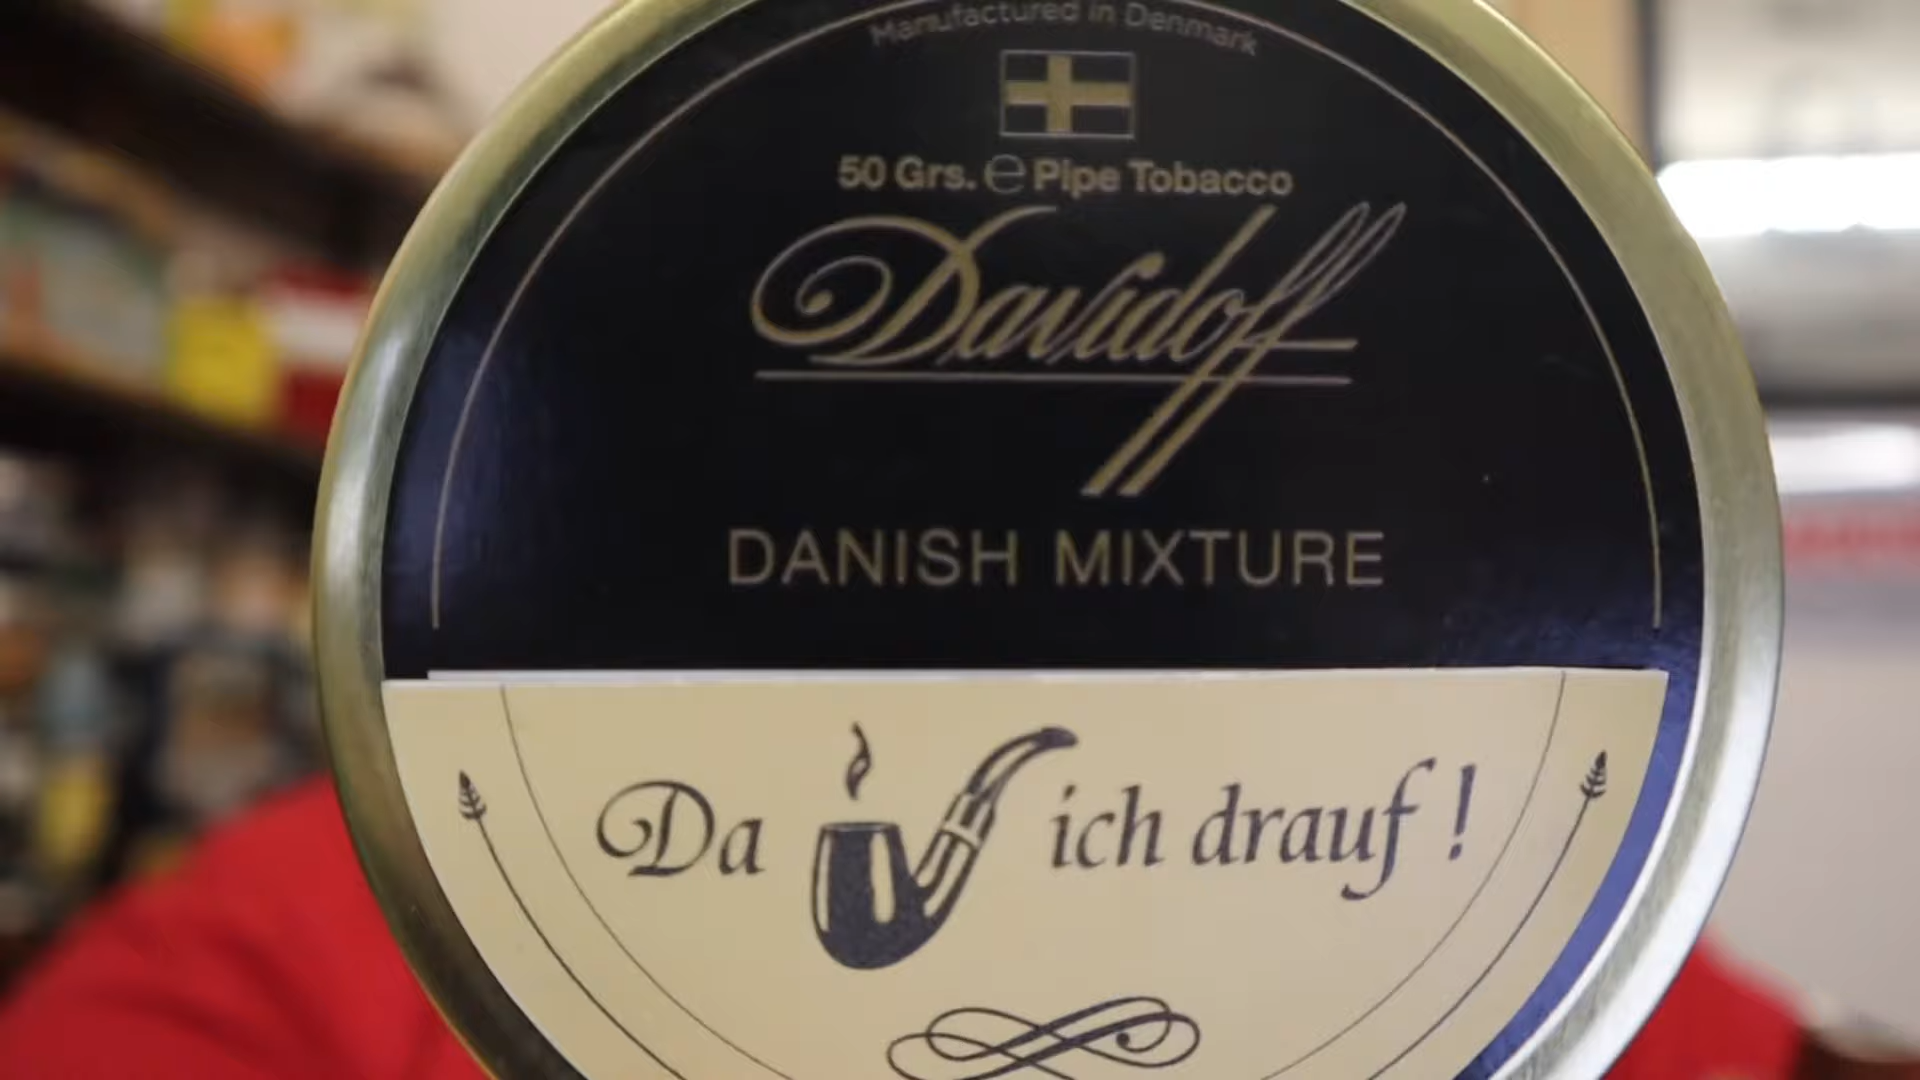 Manufactured in Denmark
50 Grs. ℮ Pipe Tobacco
Davidoff
DANISH MIXTURE
Da ich drauf !